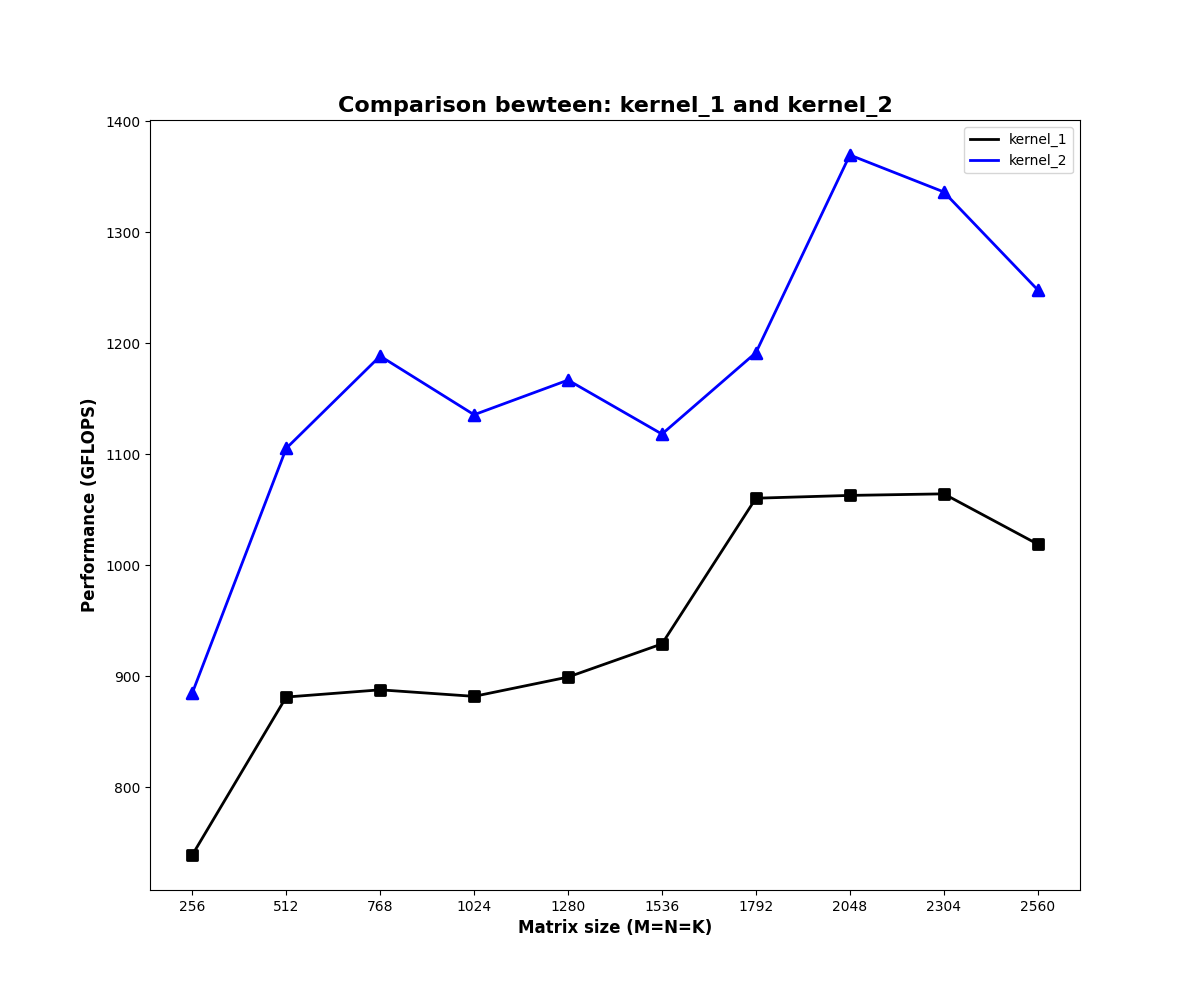 Comparison bewteen: kernel_1 and kernel_2
kernel_1
kernel_2
Performance (GFLOPS)
1400
1300
1200
1100
1000
900
800
256 512 768 1024 1280 1536 1792 2048 2304 2560
Matrix size (M=N=K)